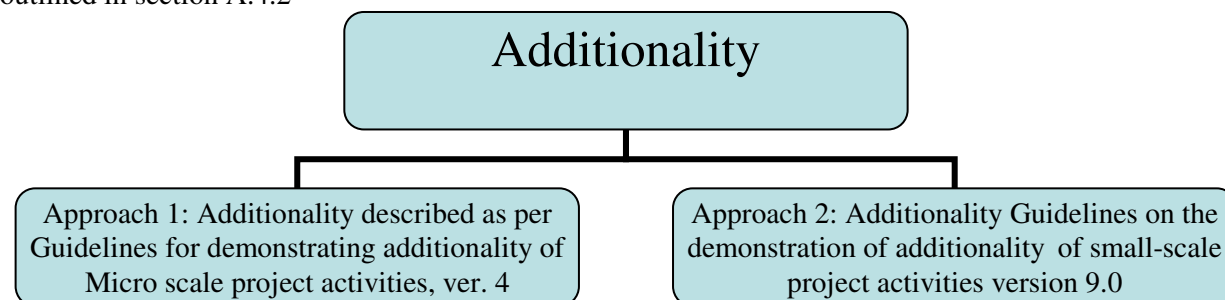 outlined in section A.4.2
Additionality
Approach 1: Additionality described as per
Guidelines for demonstrating additionality of
Micro scale project activities, ver. 4
Approach 2: Additionality Guidelines on the
demonstration of additionality of small-scale
project activities version 9.0